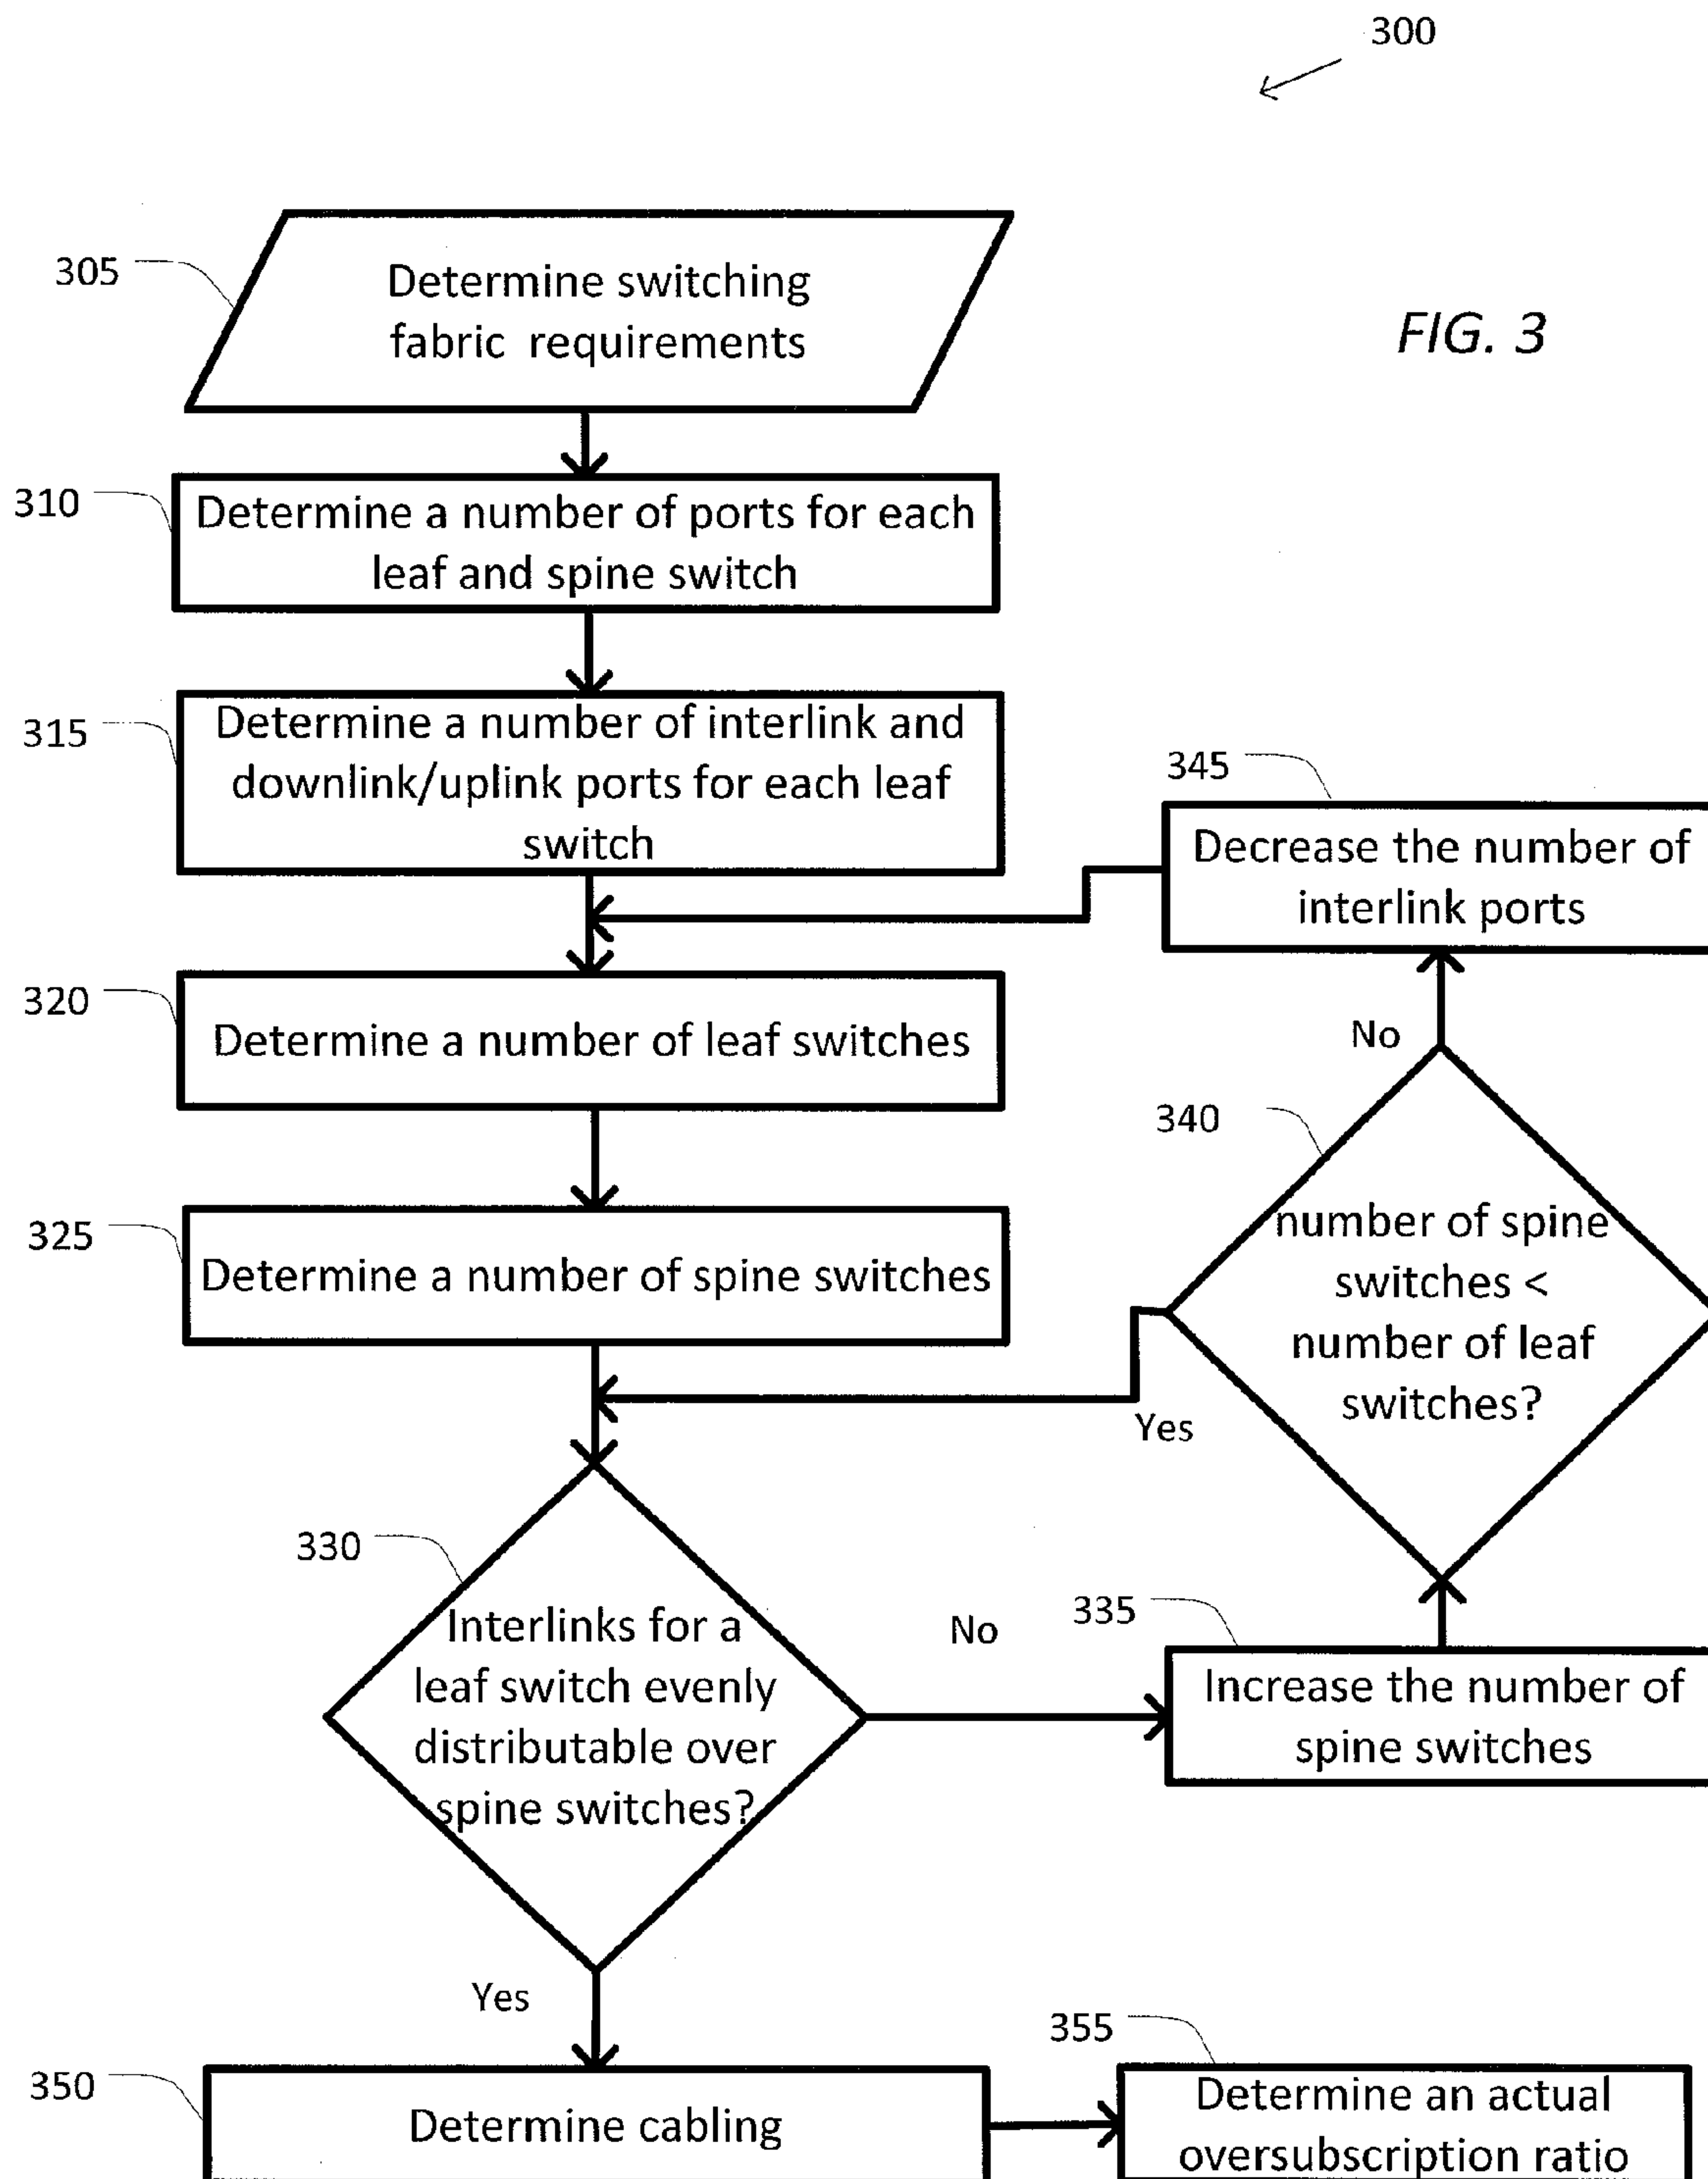 300
305
Determine switching
fabric requirements
FIG. 3
310
Determine a number of ports for each
leaf and spine switch
315
Determine a number of interlink and
downlink/uplink ports for each leaf
switch
345
Decrease the number of
interlink ports
320
Determine a number of leaf switches
No
340
number of spine
switches <
number of leaf
switches?
Yes
325
Determine a number of spine switches
330
Interlinks for a
leaf switch evenly
distributable over
spine switches?
No
335
Increase the number of
spine switches
Yes
350
Determine cabling
355
Determine an actual
oversubscription ratio